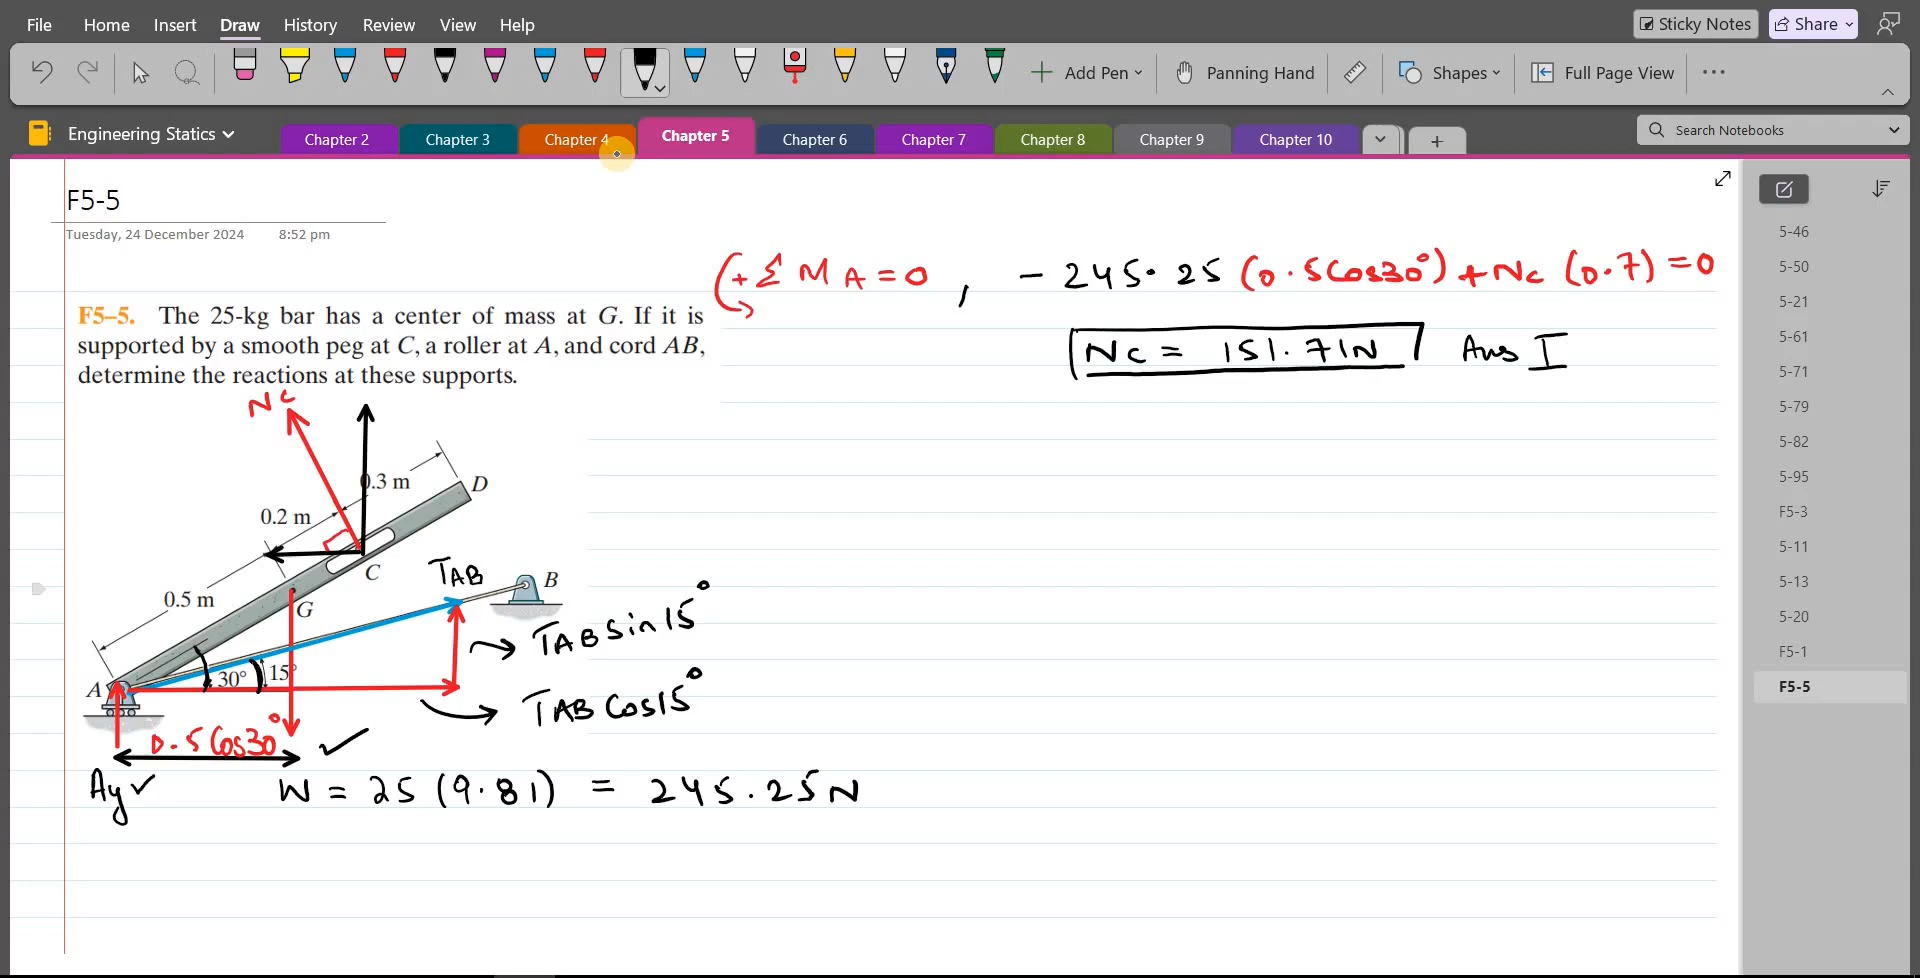 File Home Insert Draw History Review View Help
Sticky Notes Share
Add Pen Panning Hand Shapes Full Page View
Engineering Statics Chapter 2 Chapter 3 Chapter 4 Chapter 5 Chapter 6 Chapter 7 Chapter 8 Chapter 9 Chapter 10 + Search Notebooks
F5-5
Tuesday, 24 December 2024 8:52 pm
F5–5. The 25-kg bar has a center of mass at G. If it is
supported by a smooth peg at C, a roller at A, and cord AB,
determine the reactions at these supports.
+ Σ M A = 0 , - 245.25 (0.5 Cos30°) + Nc (0.7) = 0
Nc = 151.71N Ans I
Nc
0.3 m
D
0.2 m
C
TAB
B
0.5 m
G
TAB Sin15°
A
30°
15°
TAB Cos15°
0.5 Cos30° ✓
Ay ✓
W = 25 (9.81) = 245.25 N
5-46
5-50
5-21
5-61
5-71
5-79
5-82
5-95
F5-3
5-11
5-13
5-20
F5-1
F5-5